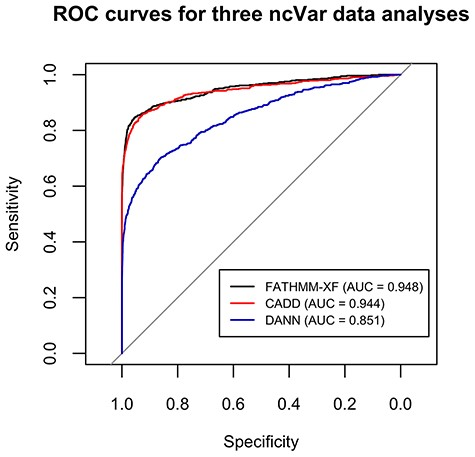 ROC curves for three ncVar data analyses
Sensitivity
1.0
0.8
0.6
0.4
0.2
0.0
FATHMM-XF (AUC = 0.948)
CADD (AUC = 0.944)
DANN (AUC = 0.851)
1.0 0.8 0.6 0.4 0.2 0.0
Specificity